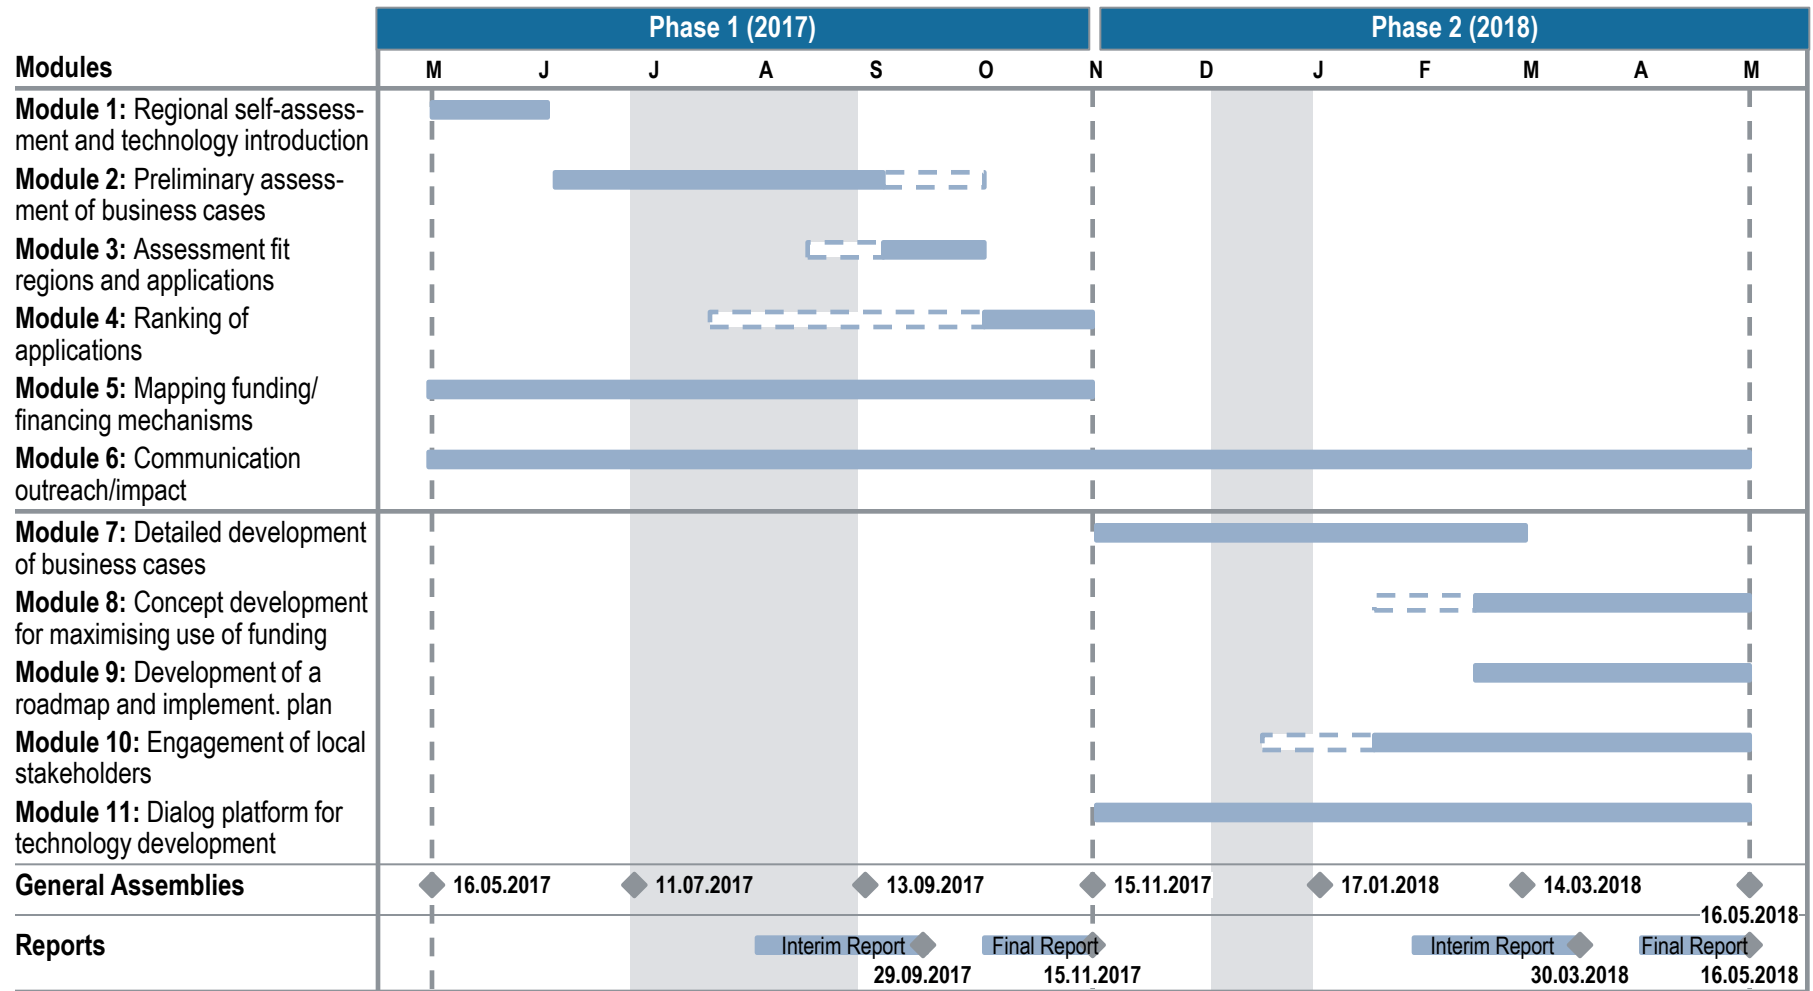 Phase 1 (2017) Phase 2 (2018)
Modules M J J A S O N D J F M A M
Module 1: Regional self-assess-
ment and technology introduction
Module 2: Preliminary assess-
ment of business cases
Module 3: Assessment fit
regions and applications
Module 4: Ranking of
applications
Module 5: Mapping funding/
financing mechanisms
Module 6: Communication
outreach/impact
Module 7: Detailed development
of business cases
Module 8: Concept development
for maximising use of funding
Module 9: Development of a
roadmap and implement. plan
Module 10: Engagement of local
stakeholders
Module 11: Dialog platform for
technology development
General Assemblies 16.05.2017 11.07.2017 13.09.2017 15.11.2017 17.01.2018 14.03.2018
16.05.2018
Reports Interim Report Final Report Interim Report Final Report
29.09.2017 15.11.2017 30.03.2018 16.05.2018